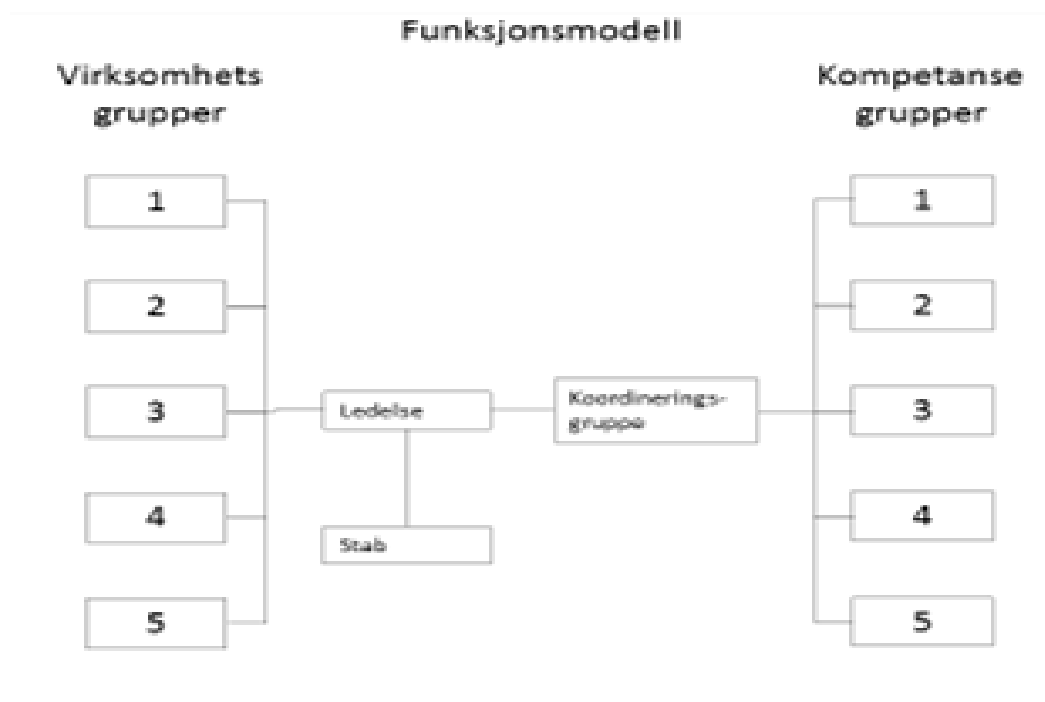 Funksjonsmodell
Virksomhets
grupper
Kompetanse
grupper
1
2
3
4
5
Ledelse
Stab
Koordinerings-
gruppe
1
2
3
4
5